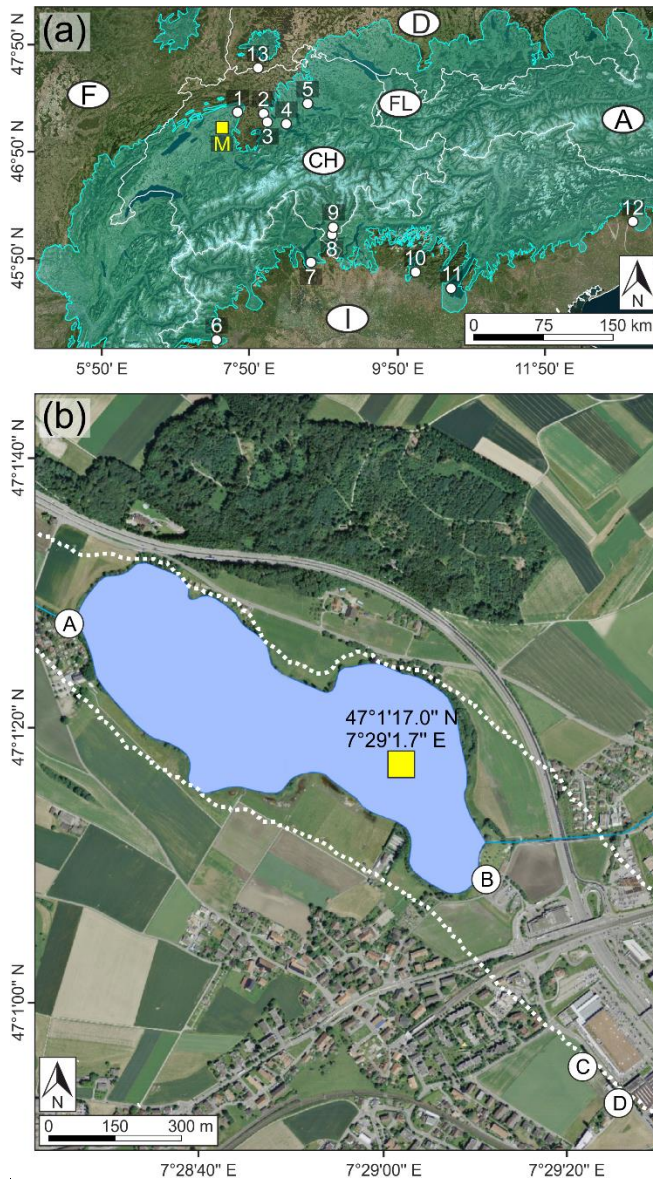 (a)
47°50' N
46°50' N
45°50' N
D
F
FL
A
CH
I
13
1
2
5
4
3
M
9
8
7
10
11
12
6
N
0 75 150 km
5°50' E 7°50' E 9°50' E 11°50' E
(b)
47°1'40'' N
47°1'20'' N
47°1'00'' N
A
47°1'17.0'' N
7°29'1.7'' E
B
C
D
N
0 150 300 m
7°28'40'' E 7°29'00'' E 7°29'20'' E